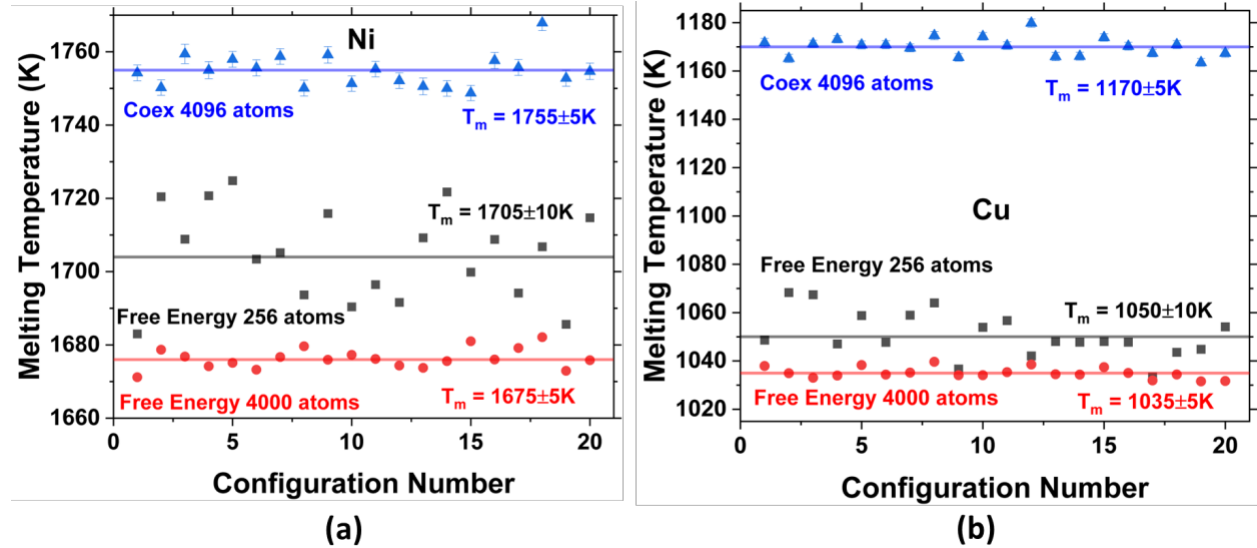 Melting Temperature (K)
1760
1740
1720
1700
1680
1660
Ni
Coex 4096 atoms
Tm = 1755±5K
Tm = 1705±10K
Free Energy 256 atoms
Free Energy 4000 atoms
Tm = 1675±5K
0 5 10 15 20
Configuration Number
(a)
Melting Temperature (K)
1180
1160
1140
1120
1100
1080
1060
1040
1020
Coex 4096 atoms
Tm = 1170±5K
Cu
Free Energy 256 atoms
Tm = 1050±10K
Free Energy 4000 atoms
Tm = 1035±5K
0 5 10 15 20
Configuration Number
(b)